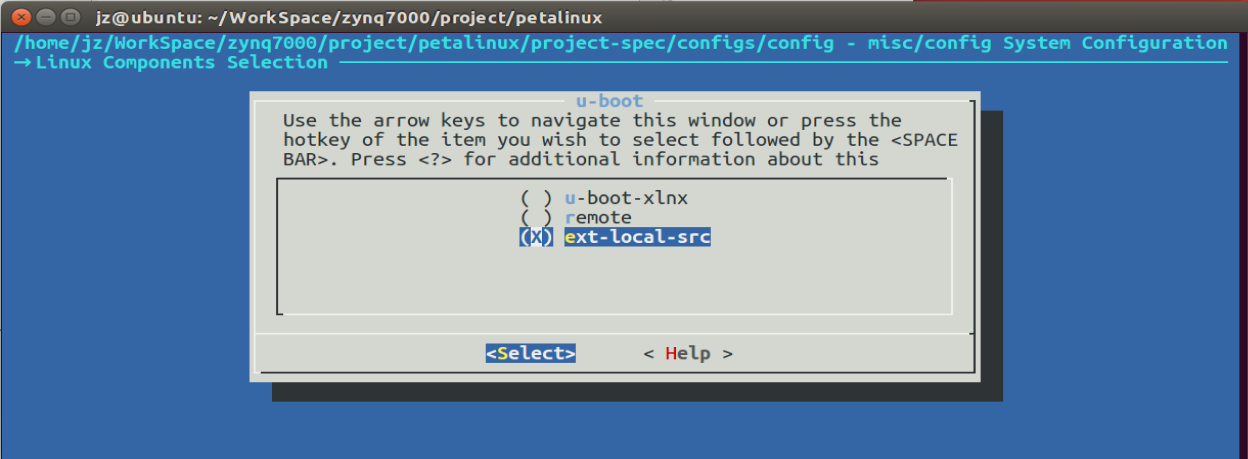 jz@ubuntu: ~/WorkSpace/zynq7000/project/petalinux
/home/jz/WorkSpace/zynq7000/project/petalinux/project-spec/configs/config - misc/config System Configuration
→ Linux Components Selection
u-boot
Use the arrow keys to navigate this window or press the
hotkey of the item you wish to select followed by the <SPACE
BAR>. Press <?> for additional information about this
( ) u-boot-xlnx
( ) remote
(X) ext-local-src
<Select> < Help >